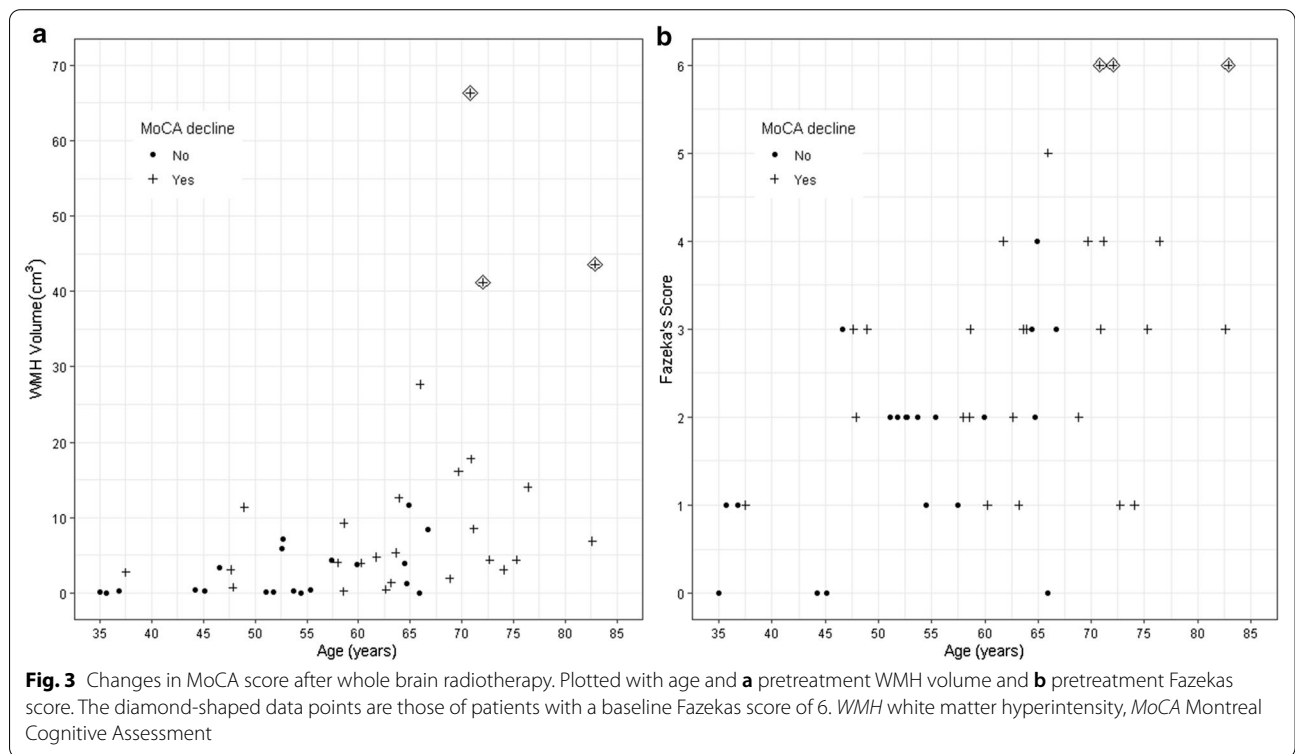 a
70
60
50
40
30
20
10
0
WMH Volume(cm³)
MoCA decline
No
Yes
35 40 45 50 55 60 65 70 75 80 85
Age (years)
b
6
5
4
3
2
1
0
Fazeka's Score
MoCA decline
No
Yes
35 40 45 50 55 60 65 70 75 80 85
Age (years)
Fig. 3 Changes in MoCA score after whole brain radiotherapy. Plotted with age and a pretreatment WMH volume and b pretreatment Fazekas
score. The diamond-shaped data points are those of patients with a baseline Fazekas score of 6. WMH white matter hyperintensity, MoCA Montreal
Cognitive Assessment